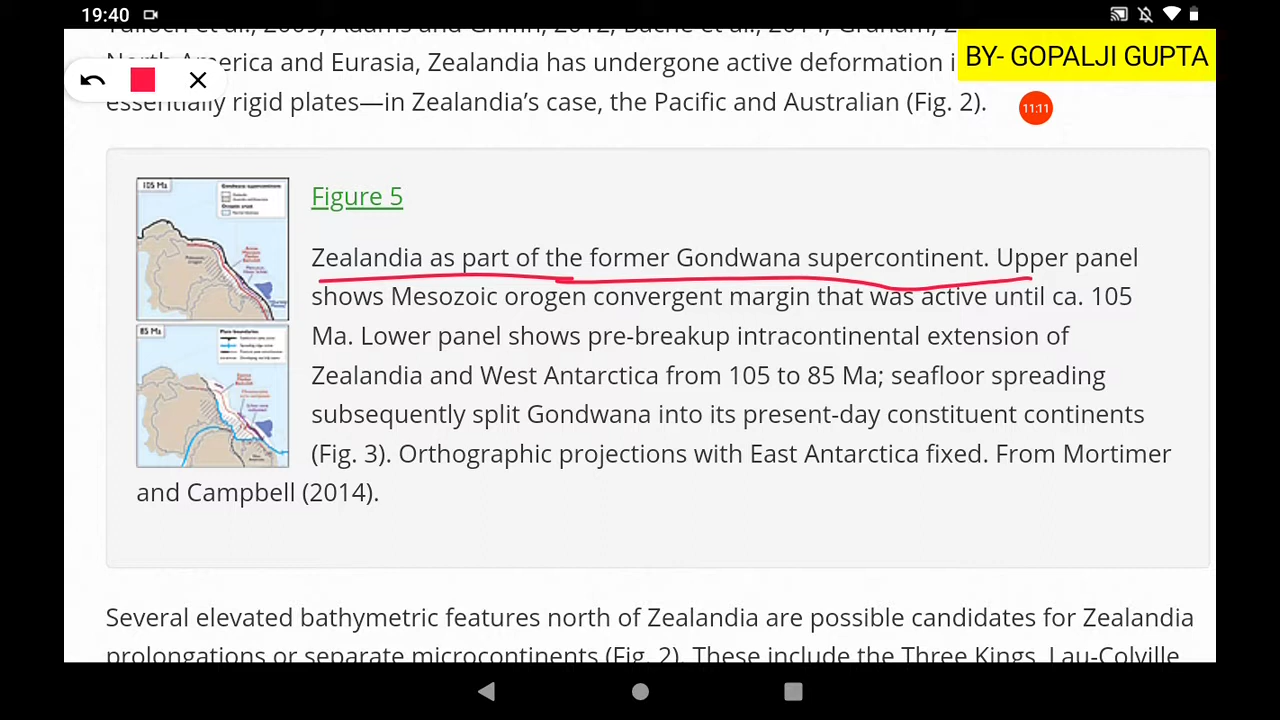 19:40
BY- GOPALJI GUPTA
North America and Eurasia, Zealandia has undergone active deformation
essentially rigid plates—in Zealandia's case, the Pacific and Australian (Fig. 2).
11:11
105 Ma
85 Ma
Figure 5
Zealandia as part of the former Gondwana supercontinent. Upper panel
shows Mesozoic orogen convergent margin that was active until ca. 105
Ma. Lower panel shows pre-breakup intracontinental extension of
Zealandia and West Antarctica from 105 to 85 Ma; seafloor spreading
subsequently split Gondwana into its present-day constituent continents
(Fig. 3). Orthographic projections with East Antarctica fixed. From Mortimer
and Campbell (2014).
Several elevated bathymetric features north of Zealandia are possible candidates for Zealandia
prolongations or separate microcontinents (Fig. 2). These include the Three Kings, Lau-Colville,